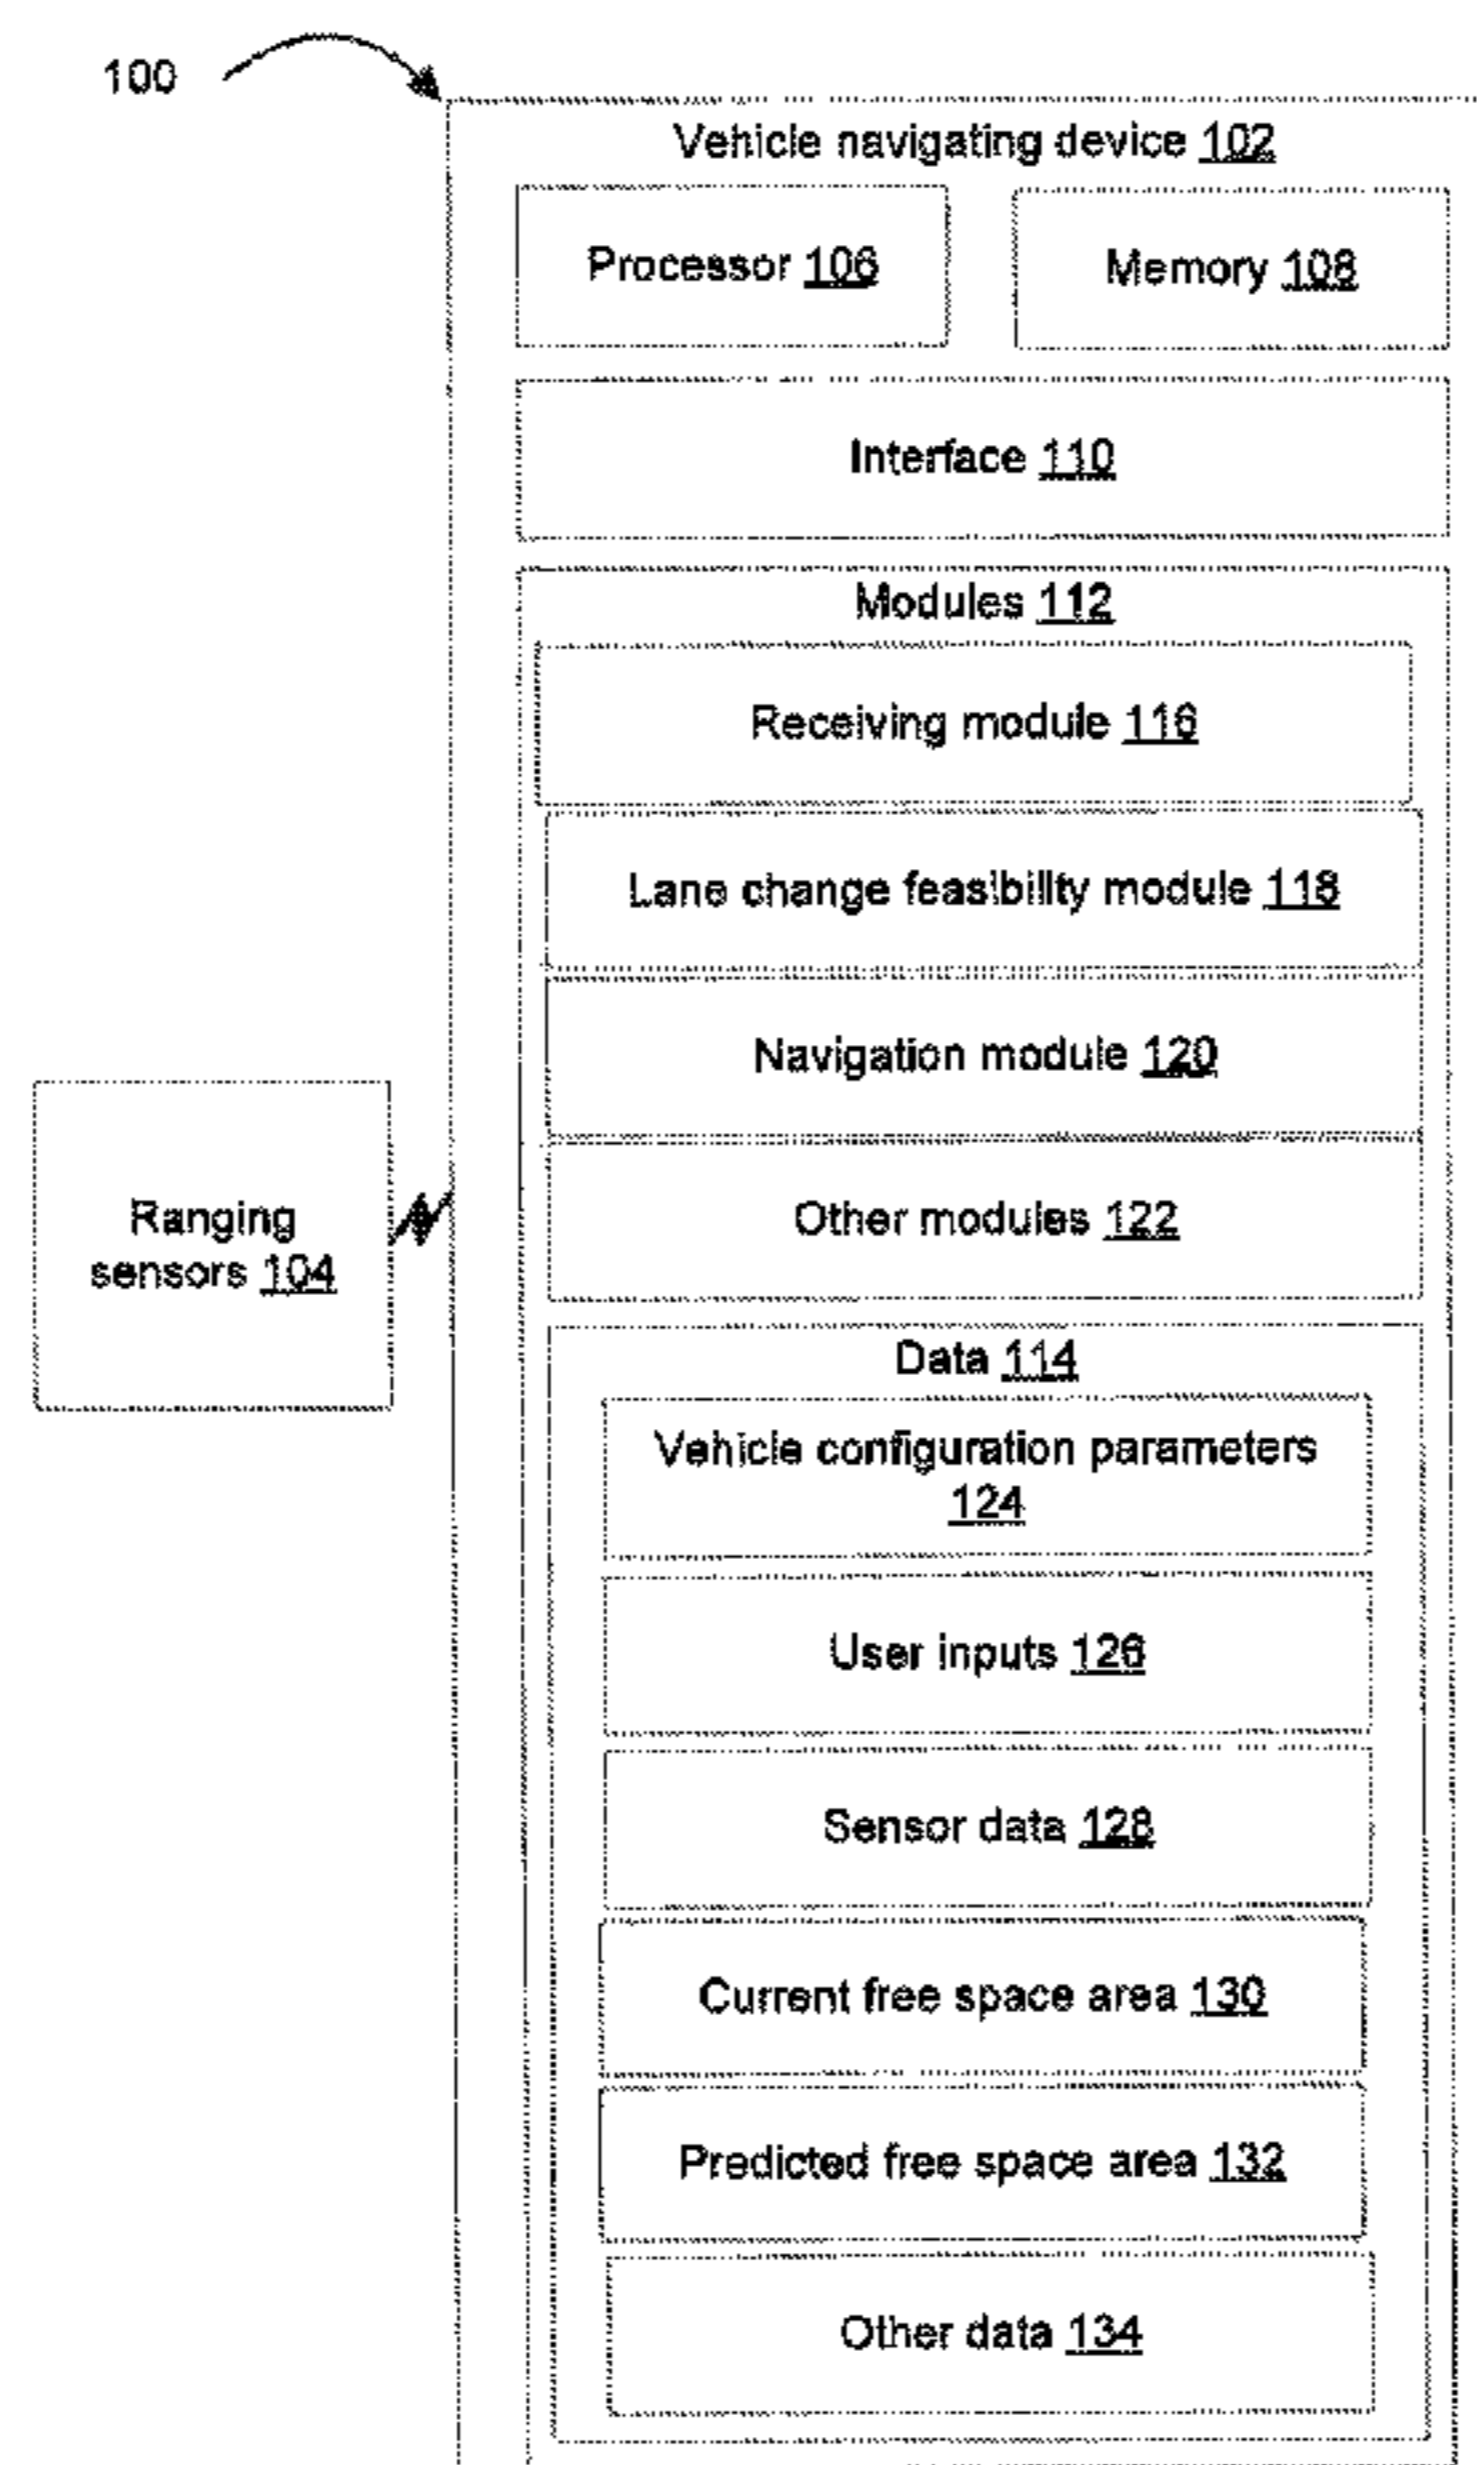 100
Vehicle navigating device 102
Processor 106
Memory 108
Interface 110
Modules 112
Receiving module 116
Lane change feasibility module 118
Navigation module 120
Other modules 122
Ranging
sensors 104
Data 114
Vehicle configuration parameters
124
User inputs 126
Sensor data 128
Current free space area 130
Predicted free space area 132
Other data 134